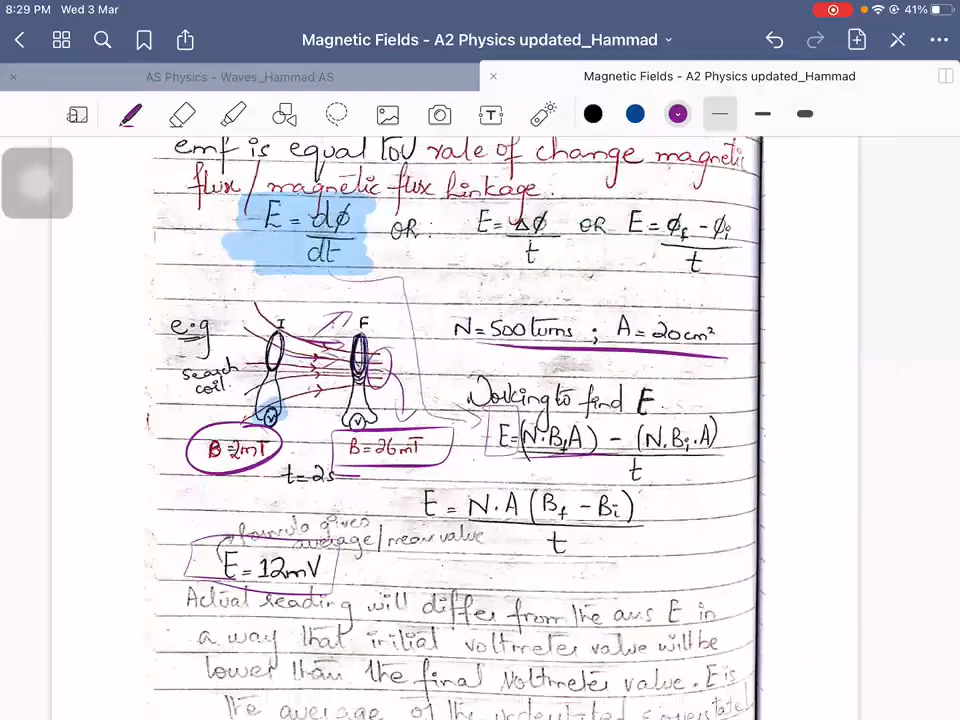 8:29 PM Wed 3 Mar 41%
Magnetic Fields - A2 Physics updated_Hammad
AS Physics - Waves_Hammad AS
Magnetic Fields - A2 Physics updated_Hammad
emf is equal to rate of change magnetic
flux/magnetic flux linkage.
E = dϕ/dt OR: E = Δϕ/t OR E = ϕf - ϕi/t
e.g
I F
N = 500 turns ; A = 20cm²
search
coil
Working to find E
V V
B = 2mT B = 26mT
E = (N.BfA) - (N.Bi.A)/t
t = 2s
E = N.A (Bf - Bi)/t
formula gives
average/mean value
E = 12mV
Actual reading will differ from the ans E in
a way that initial voltmeter value will be
lower than the final voltmeter value. E is
the average of the